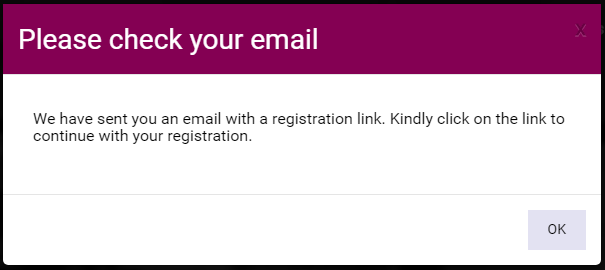 Please check your email
x
We have sent you an email with a registration link. Kindly click on the link to
continue with your registration.
OK